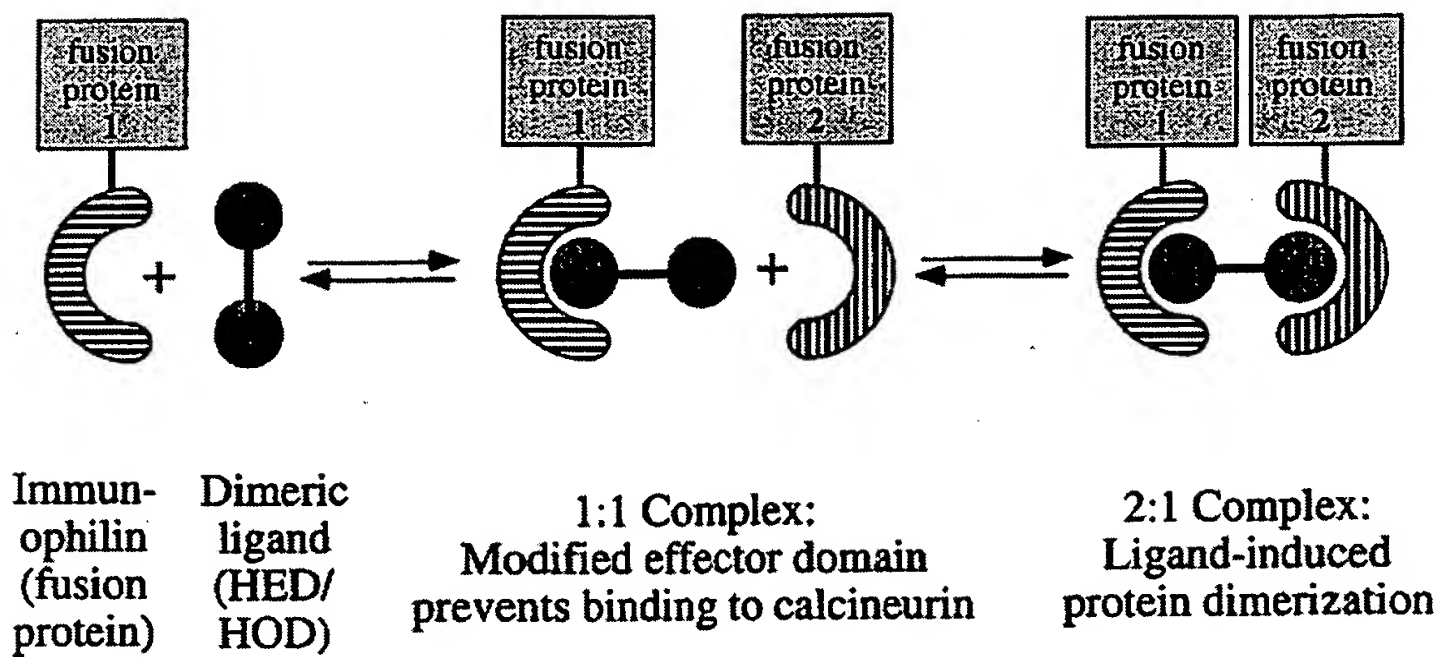 fusion
protein
1
fusion
protein
1
fusion
protein
2
fusion
protein
1
fusion
protein
2
+
+
Immun-
ophilin
(fusion
protein)
Dimeric
ligand
(HED/
HOD)
1:1 Complex:
Modified effector domain
prevents binding to calcineurin
2:1 Complex:
Ligand-induced
protein dimerization